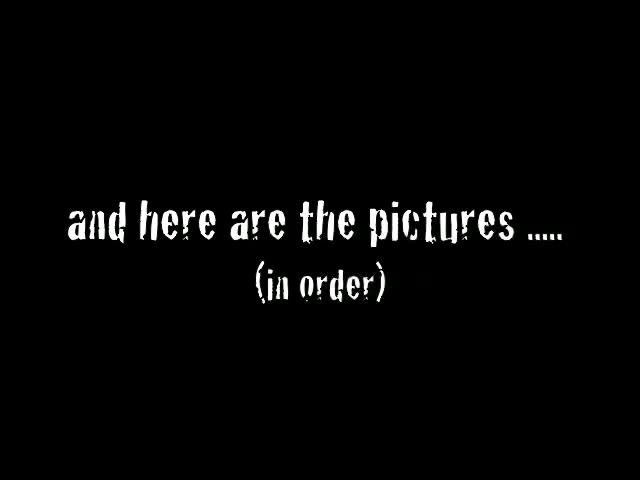 and here are the pictures .....
(in order)